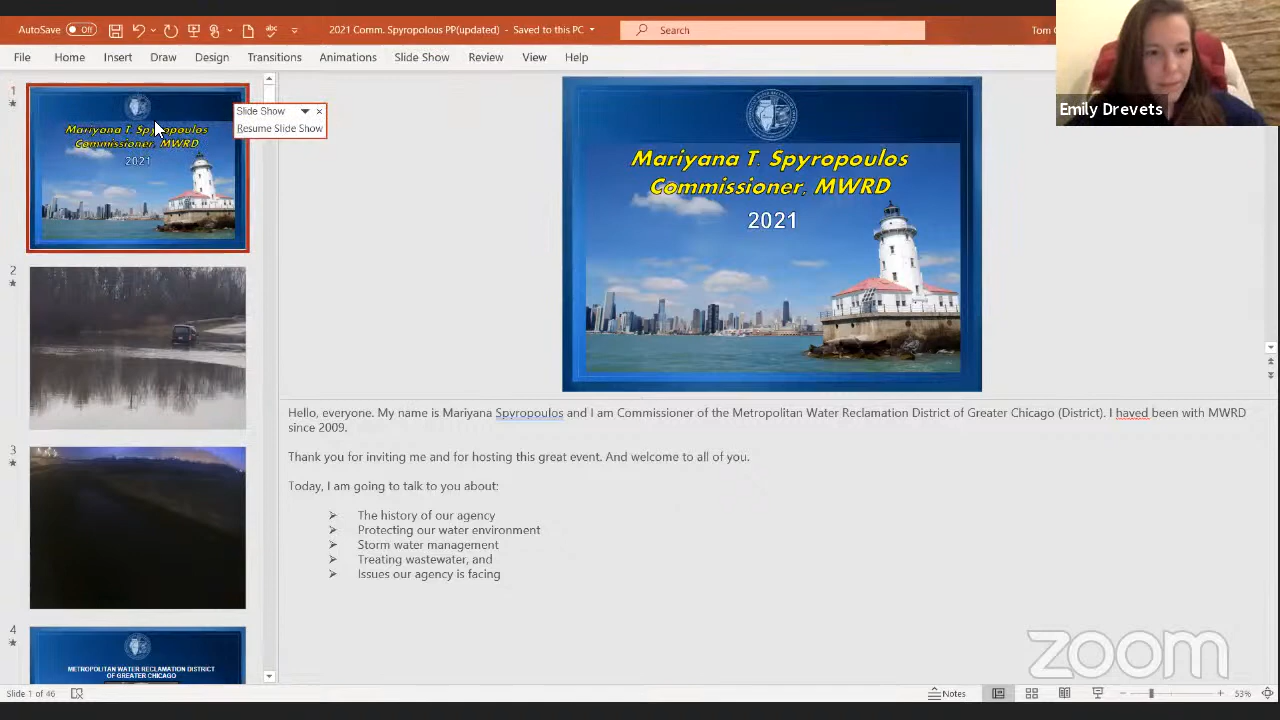 AutoSave Off
2021 Comm. Spyropolous PP(updated) - Saved to this PC
Search
Tom
File Home Insert Draw Design Transitions Animations Slide Show Review View Help
Emily Drevets
1
Mariyana T. Spyropoulos
Commissioner, MWRD
2021
Slide Show
Resume Slide Show
2
3
4
METROPOLITAN WATER RECLAMATION DISTRICT
OF GREATER CHICAGO
Mariyana T. Spyropoulos
Commissioner, MWRD
2021
Hello, everyone. My name is Mariyana Spyropoulos and I am Commissioner of the Metropolitan Water Reclamation District of Greater Chicago (District). I haved been with MWRD
since 2009.
Thank you for inviting me and for hosting this great event. And welcome to all of you.
Today, I am going to talk to you about:
The history of our agency
Protecting our water environment
Storm water management
Treating wastewater, and
Issues our agency is facing
zoom
Slide 1 of 46
Notes
53%